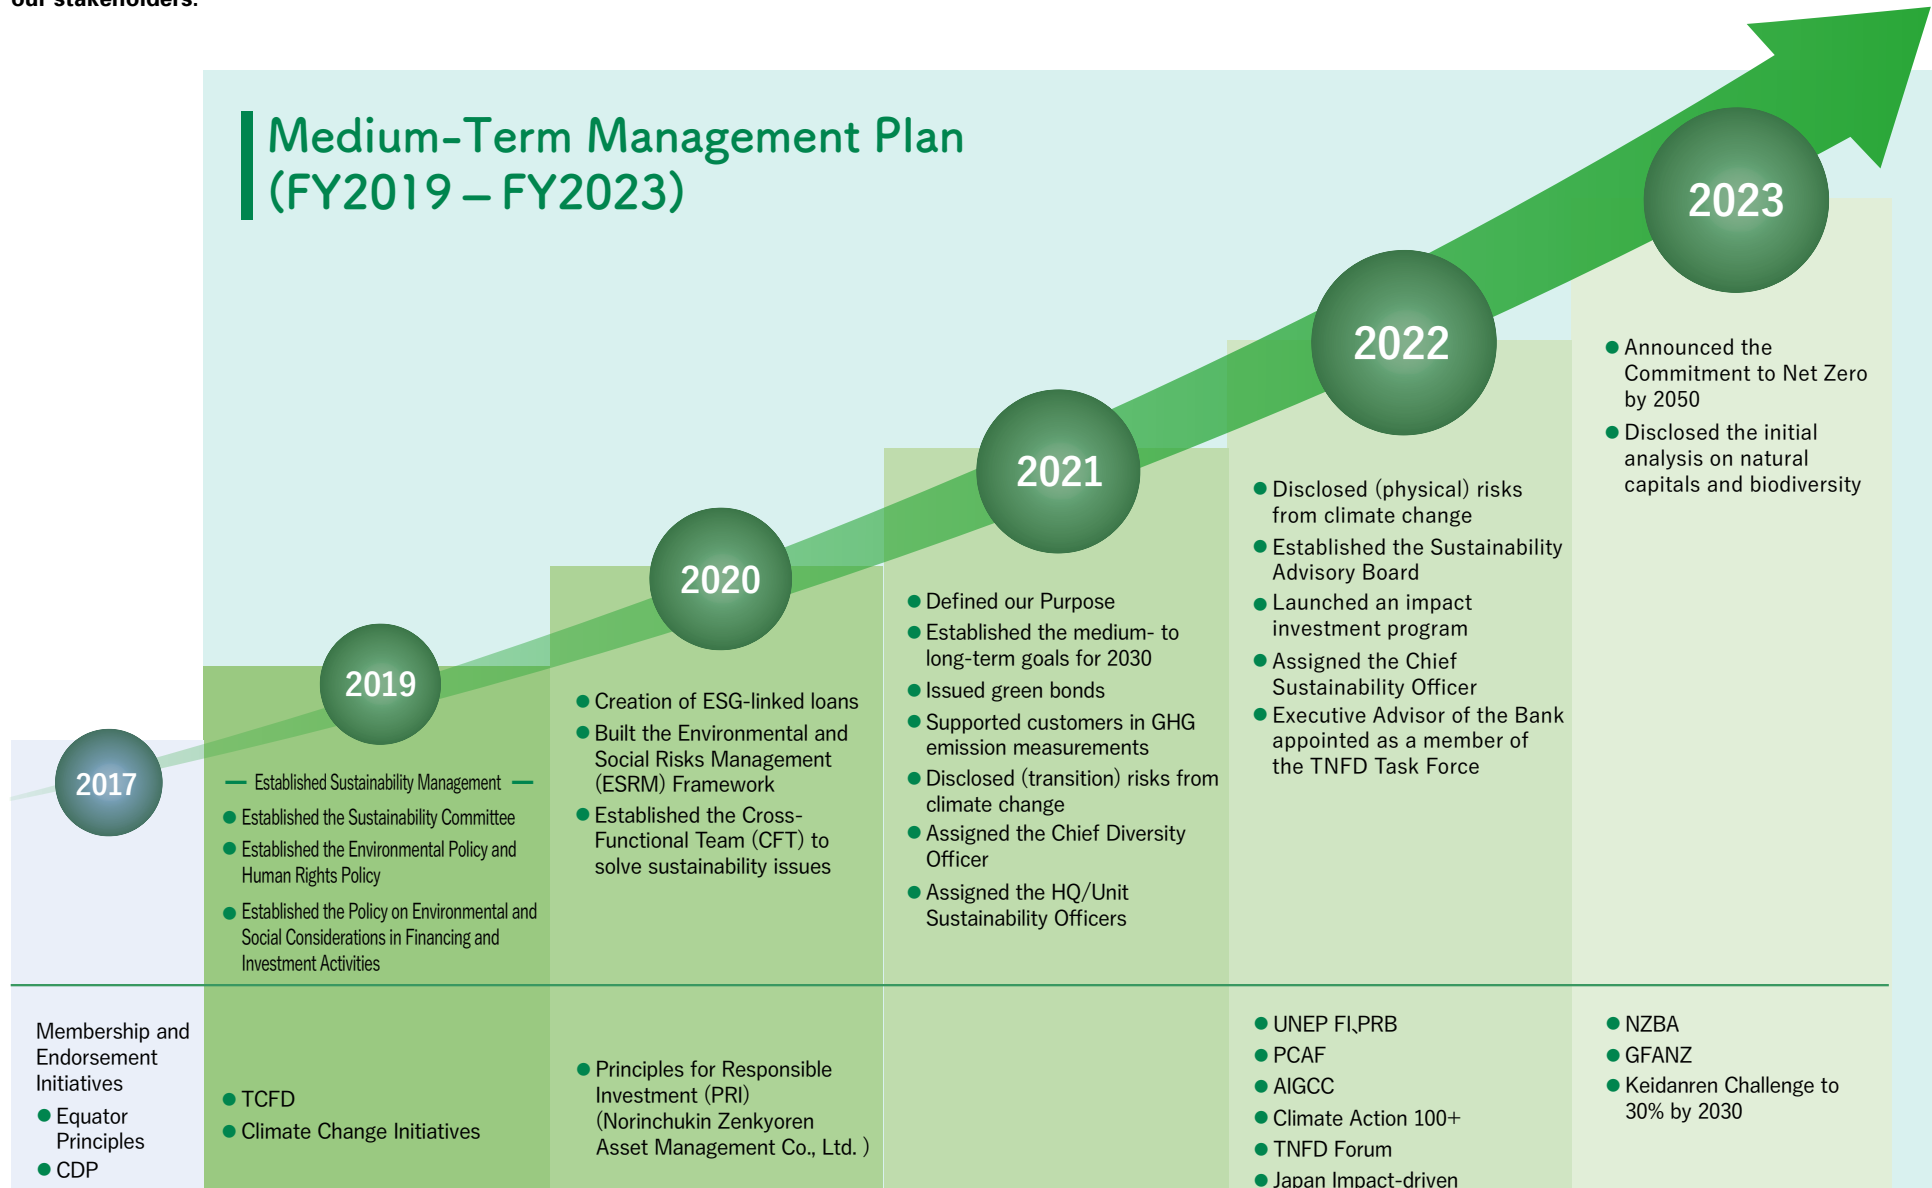 our stakeholders.
Medium-Term Management Plan
(FY2019 – FY2023)
2017
Membership and
Endorsement
Initiatives
● Equator
Principles
● CDP
2019
— Established Sustainability Management —
● Established the Sustainability Committee
● Established the Environmental Policy and
Human Rights Policy
● Established the Policy on Environmental and
Social Considerations in Financing and
Investment Activities
● TCFD
● Climate Change Initiatives
2020
● Creation of ESG-linked loans
● Built the Environmental and
Social Risks Management
(ESRM) Framework
● Established the Cross-
Functional Team (CFT) to
solve sustainability issues
● Principles for Responsible
Investment (PRI)
(Norinchukin Zenkyoren
Asset Management Co., Ltd. )
2021
● Defined our Purpose
● Established the medium- to
long-term goals for 2030
● Issued green bonds
● Supported customers in GHG
emission measurements
● Disclosed (transition) risks from
climate change
● Assigned the Chief Diversity
Officer
● Assigned the HQ/Unit
Sustainability Officers
2022
● Disclosed (physical) risks
from climate change
● Established the Sustainability
Advisory Board
● Launched an impact
investment program
● Assigned the Chief
Sustainability Officer
● Executive Advisor of the Bank
appointed as a member of
the TNFD Task Force
● UNEP FI、PRB
● PCAF
● AIGCC
● Climate Action 100+
● TNFD Forum
● Japan Impact-driven
2023
● Announced the
Commitment to Net Zero
by 2050
● Disclosed the initial
analysis on natural
capitals and biodiversity
● NZBA
● GFANZ
● Keidanren Challenge to
30% by 2030